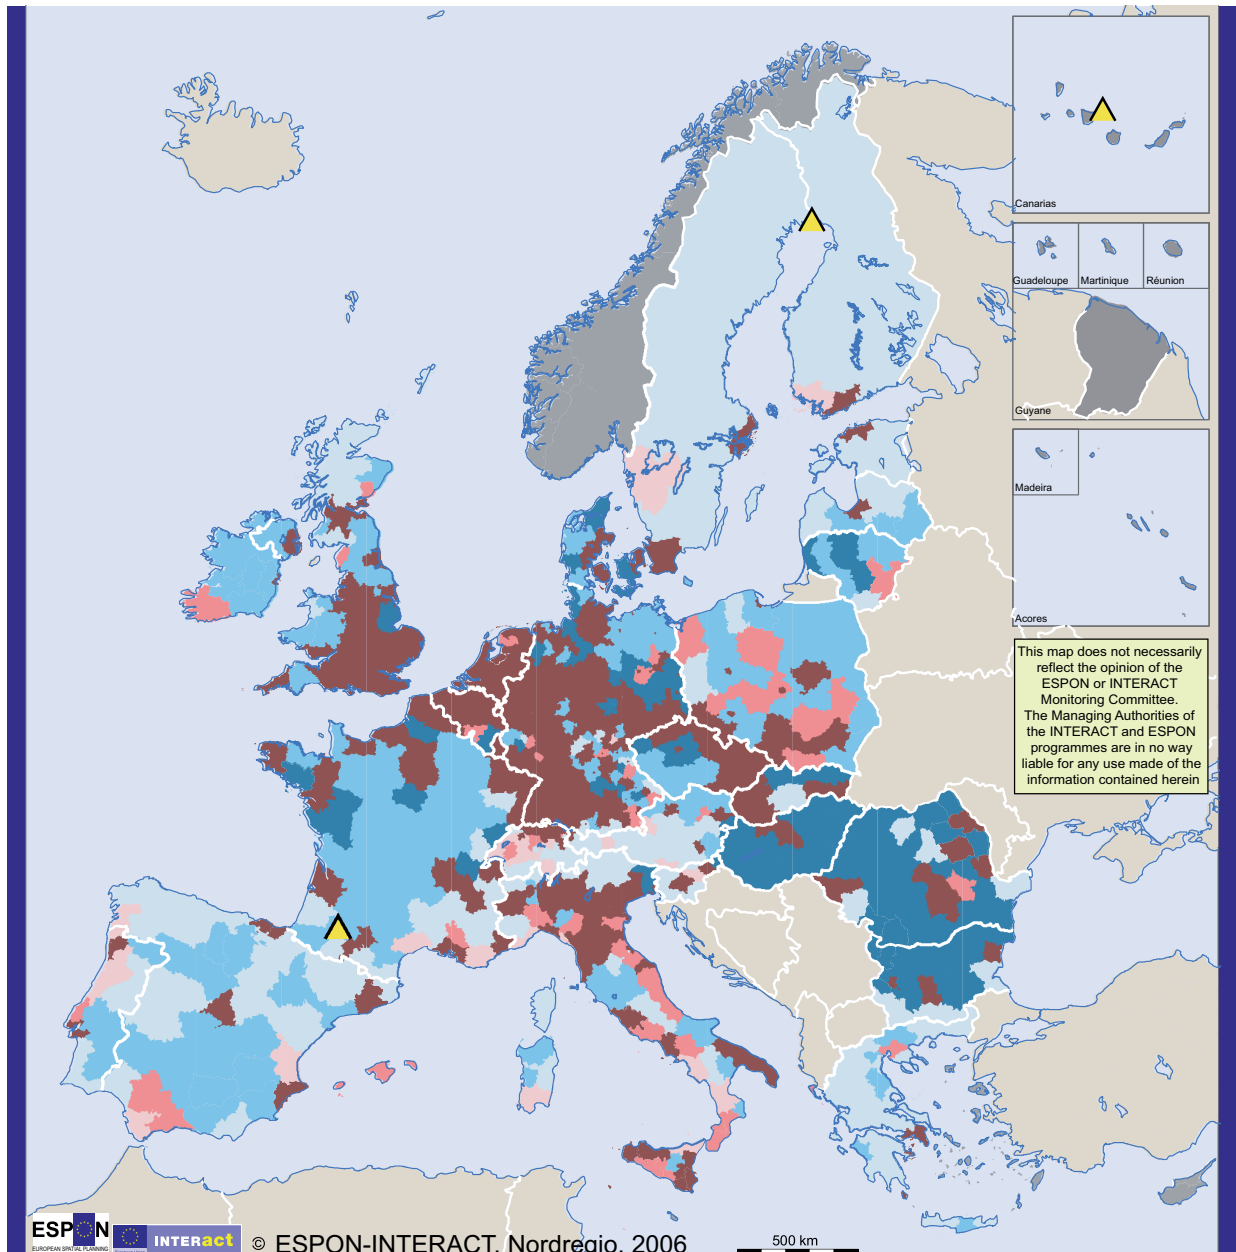 Canarias
Guadeloupe
Martinique
Réunion
Guyane
Madeira
Acores
This map does not necessarily
reflect the opinion of the
ESPON or INTERACT
Monitoring Committee.
The Managing Authorities of
the INTERACT and ESPON
programmes are in no way
liable for any use made of the
information contained herein
ESPON
EUROPEAN SPATIAL PLANNING
INTERact
© ESPON-INTERACT, Nordregio, 2006
500 km